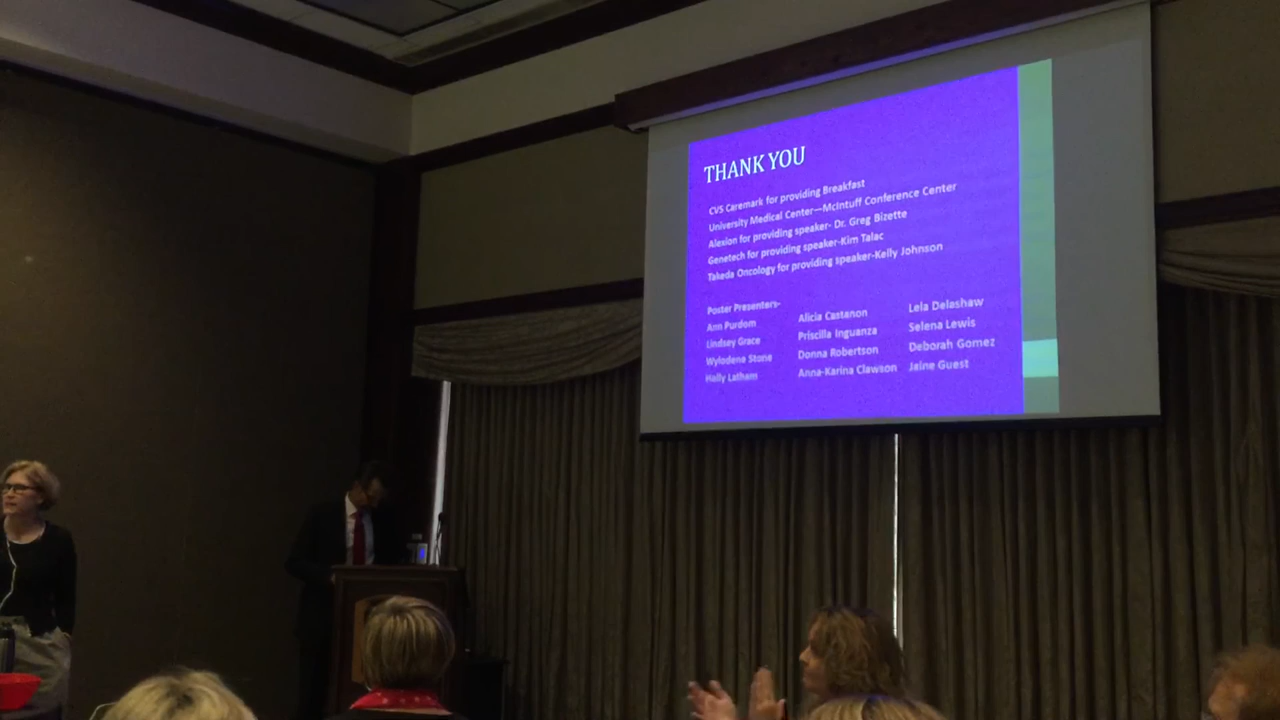 THANK YOU
CVS Caremark for providing Breakfast
University Medical Center—McIntuff Conference Center
Alexion for providing speaker- Dr. Greg Bizette
Genetech for providing speaker-Kim Talac
Takeda Oncology for providing speaker-Kelly Johnson
Poster Presenters-
Ann Purdom
Lindsey Grace
Wylodene Stone
Holly Latham
Alicia Castanon
Priscilla Inguanza
Donna Robertson
Anna-Karina Clawson
Lela Delashaw
Selena Lewis
Deborah Gomez
Jaine Guest